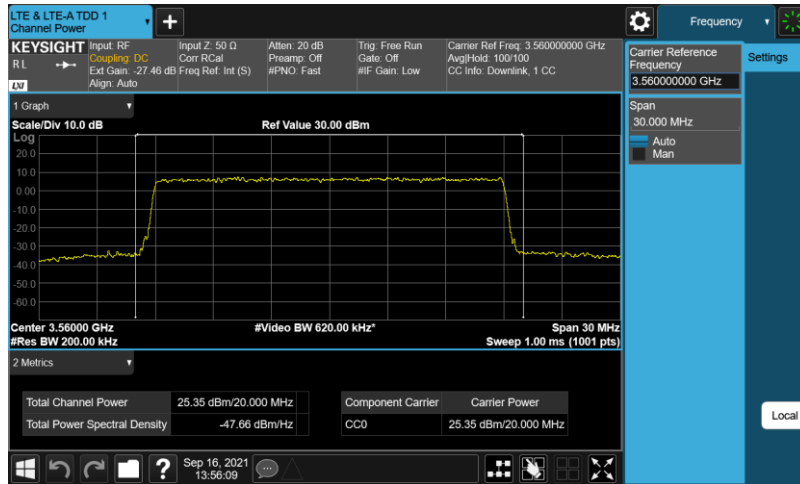 LTE & LTE-A TDD 1
Channel Power
+
Frequency
KEYSIGHT
R L
LXI
Input: RF
Coupling: DC
Ext Gain: -27.46 dB
Align: Auto
Input Z: 50 Ω
Corr RCal
Freq Ref: Int (S)
Atten: 20 dB
Preamp: Off
#PNO: Fast
Trig: Free Run
Gate: Off
#IF Gain: Low
Carrier Ref Freq: 3.560000000 GHz
Avg|Hold: 100/100
CC Info: Downlink, 1 CC
Carrier Reference
Frequency
3.560000000 GHz
Span
30.000 MHz
Auto
Man
Settings
Local
1 Graph
Scale/Div 10.0 dB
Ref Value 30.00 dBm
Log
20.0
10.0
0.00
-10.0
-20.0
-30.0
-40.0
-50.0
-60.0
Center 3.56000 GHz
#Video BW 620.00 kHz*
Span 30 MHz
#Res BW 200.00 kHz
Sweep 1.00 ms (1001 pts)
2 Metrics
Total Channel Power 25.35 dBm/20.000 MHz
Total Power Spectral Density -47.66 dBm/Hz
Component Carrier Carrier Power
CC0 25.35 dBm/20.000 MHz
?
Sep 16, 2021
13:56:09